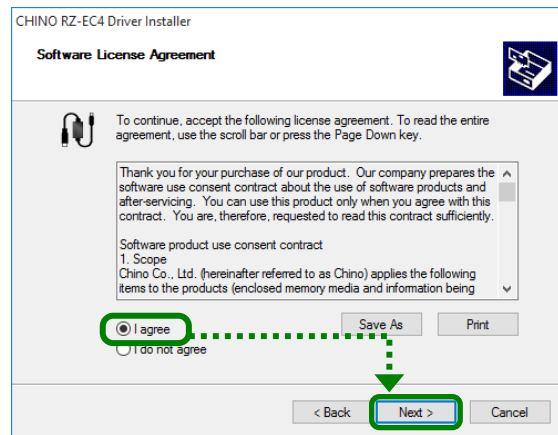 CHINO RZ-EC4 Driver Installer
Software License Agreement
To continue, accept the following license agreement. To read the entire
agreement, use the scroll bar or press the Page Down key.
Thank you for your purchase of our product.  Our company prepares the
software use consent contract about the use of software products and
after-servicing.  You can use this product only when you agree with this
contract.  You are, therefore, requested to read this contract sufficiently.
Software product use consent contract
1. Scope
Chino Co., Ltd. (hereinafter referred to as Chino) applies the following
items to the products (enclosed memory media and information being
I agree
Save As
Print
I do not agree
< Back
Next >
Cancel